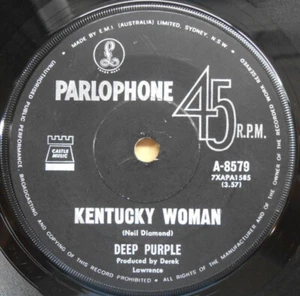 MADE BY E.M.I. (AUSTRALIA) LIMITED, SYDNEY, N.S.W.
PARLOPHONE
45
R.P.M.
CASTLE
MUSIC
A-8579
7XAPA1585
(3.57)
KENTUCKY WOMAN
(Neil Diamond)
DEEP PURPLE
Produced by Derek
Lawrence
UNAUTHORISED PUBLIC PERFORMANCE, BROADCASTING AND COPYING OF THIS RECORD PROHIBITED • ALL RIGHTS OF THE MANUFACTURER AND OF THE OWNER OF THE RECORDED WORK RESERVED